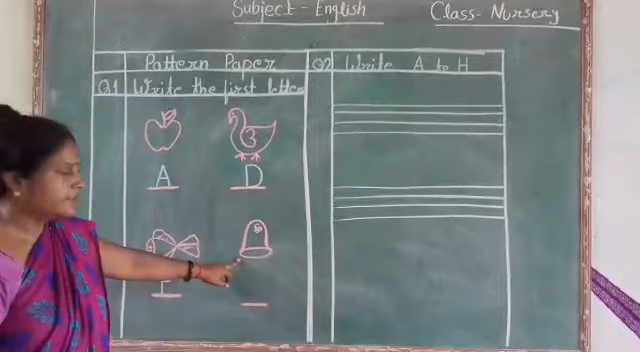 Subject - English
Class - Nursery
Pattern Paper
Q1 Write the first letter
A
D
Q2 Write A to H